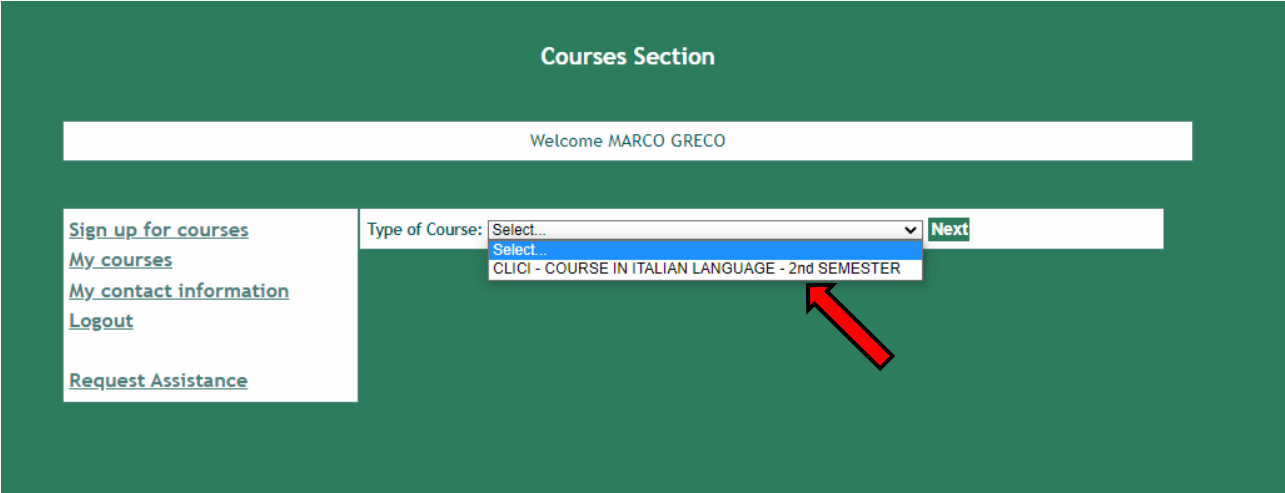 Courses Section
Welcome MARCO GRECO
Sign up for courses
My courses
My contact information
Logout
Request Assistance
Type of Course: Select... Next
Select...
CLICI - COURSE IN ITALIAN LANGUAGE - 2nd SEMESTER